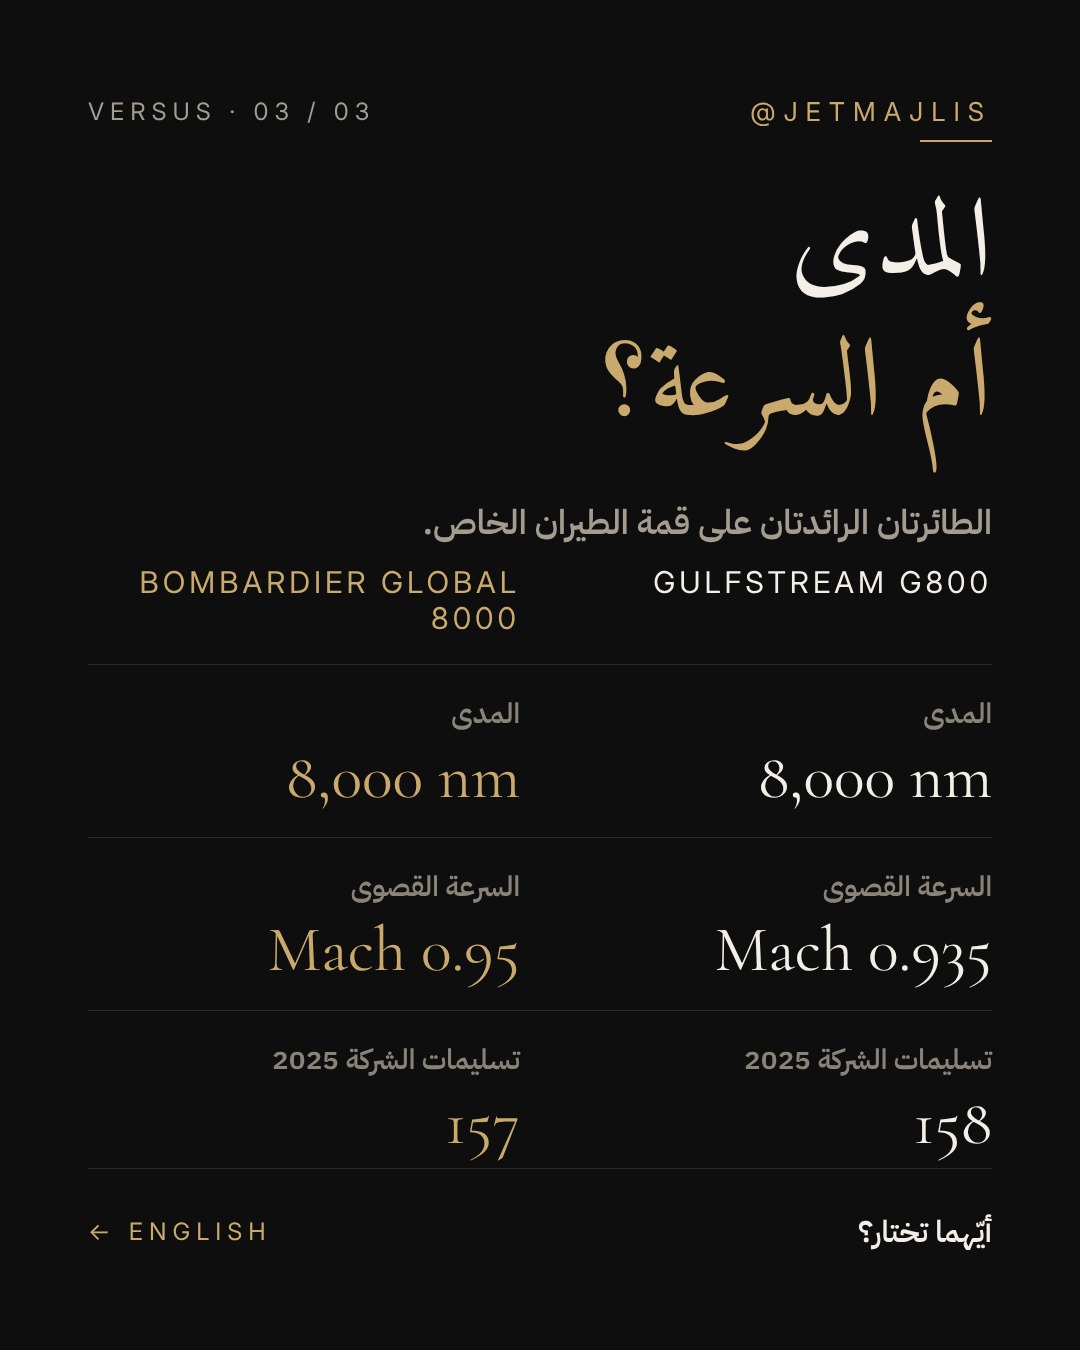 VERSUS · 03 / 03
@JETMAJLIS
المدى
أم السرعة؟
الطائرتان الرائدتان على قمة الطيران الخاص.
GULFSTREAM G800
BOMBARDIER GLOBAL
8000
المدى
8,000 nm
المدى
8,000 nm
السرعة القصوى
Mach 0.935
السرعة القصوى
Mach 0.95
تسليمات الشركة 2025
158
تسليمات الشركة 2025
157
أيّهما تختار؟
← ENGLISH